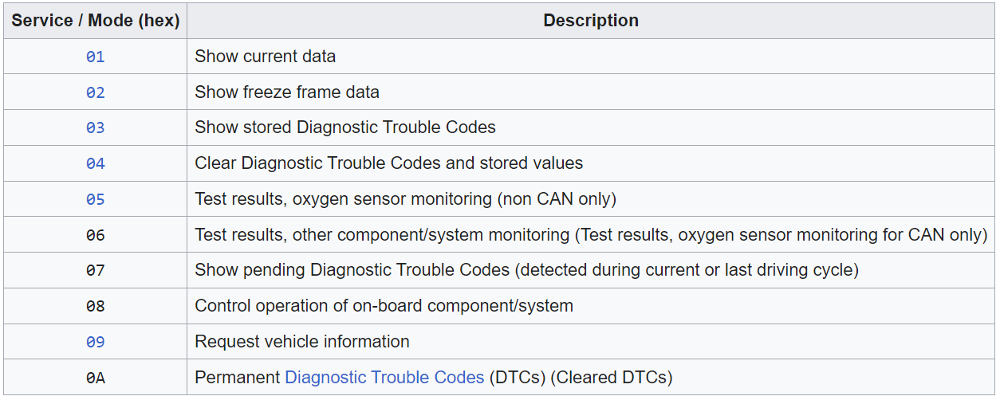 Service / Mode (hex) Description
01 Show current data
02 Show freeze frame data
03 Show stored Diagnostic Trouble Codes
04 Clear Diagnostic Trouble Codes and stored values
05 Test results, oxygen sensor monitoring (non CAN only)
06 Test results, other component/system monitoring (Test results, oxygen sensor monitoring for CAN only)
07 Show pending Diagnostic Trouble Codes (detected during current or last driving cycle)
08 Control operation of on-board component/system
09 Request vehicle information
0A Permanent Diagnostic Trouble Codes (DTCs) (Cleared DTCs)